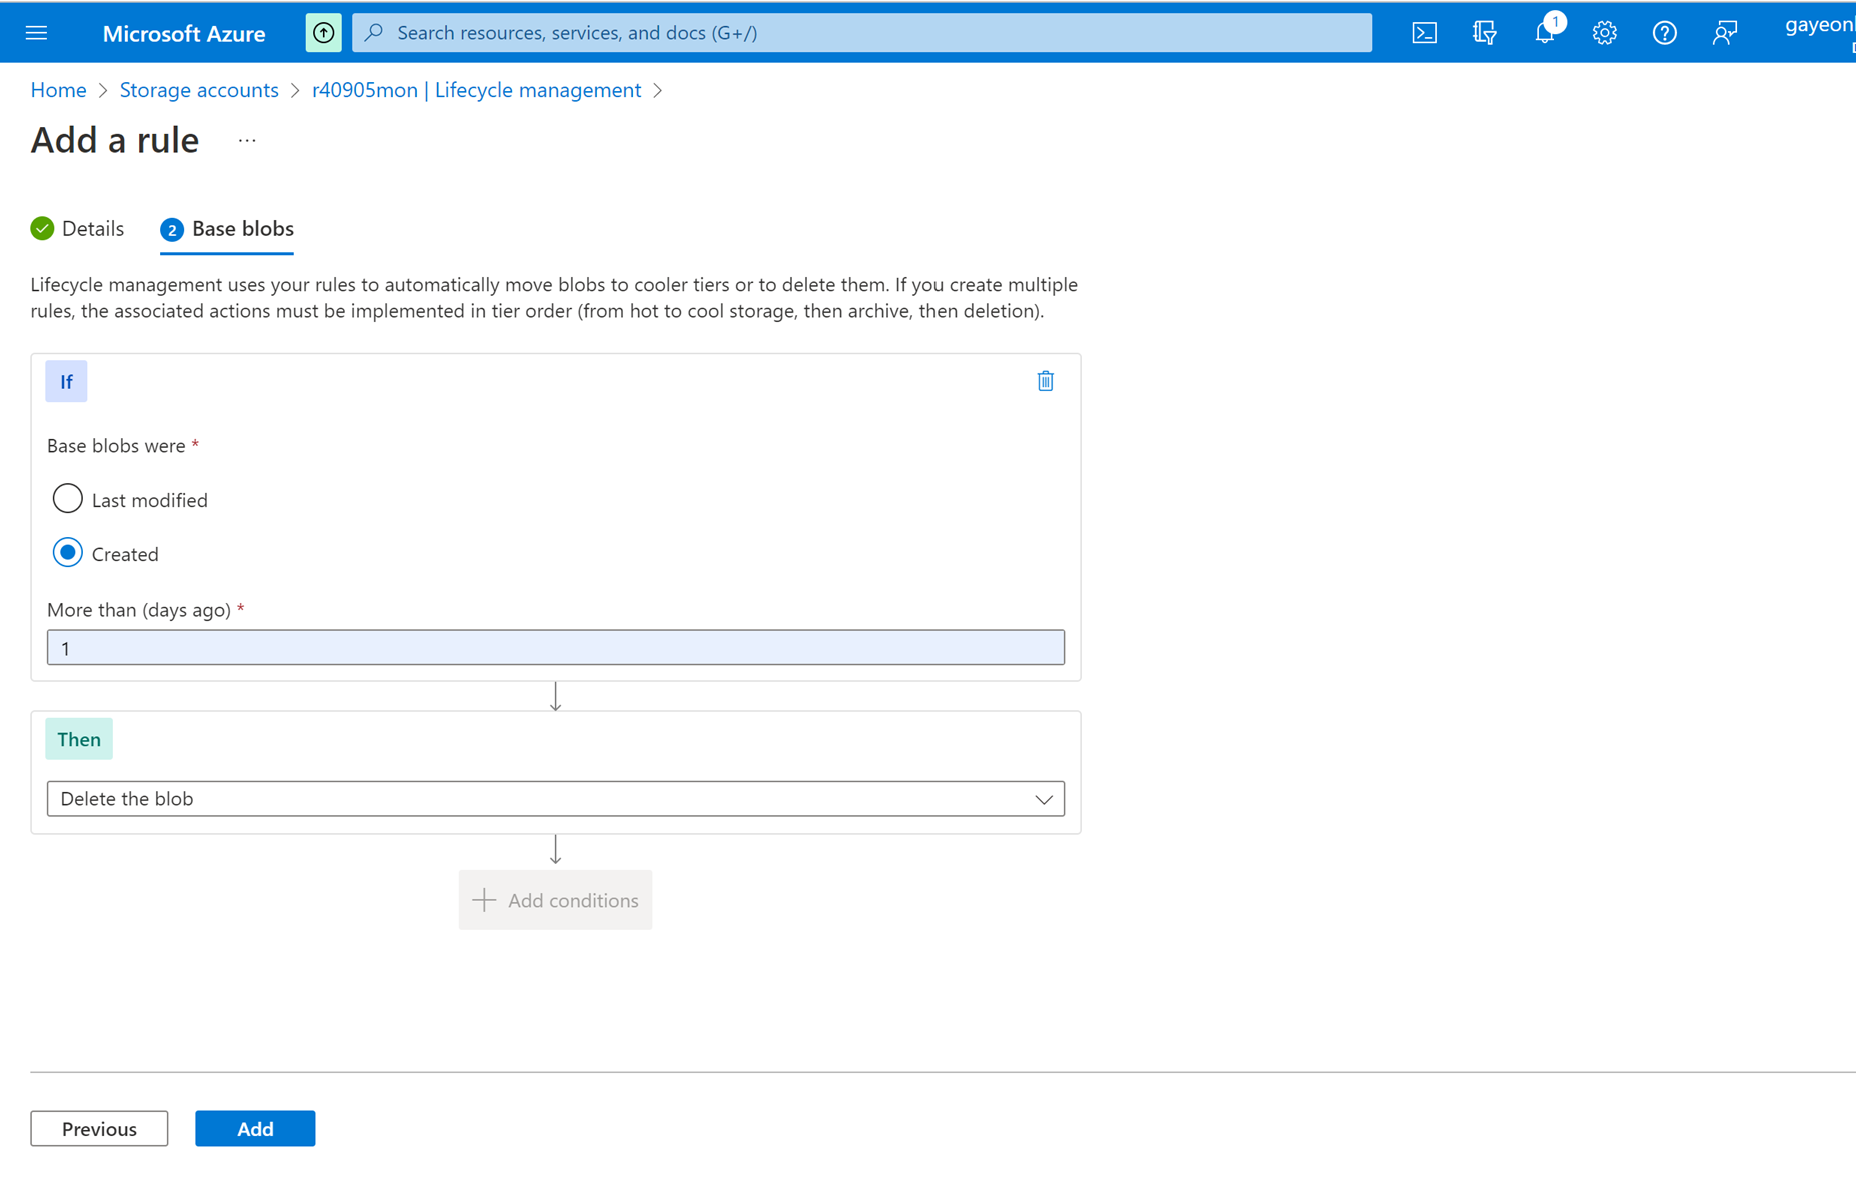 Microsoft Azure
Search resources, services, and docs (G+/)
1
gayeonl
Home > Storage accounts > r40905mon | Lifecycle management >
Add a rule ...
Details
2 Base blobs
Lifecycle management uses your rules to automatically move blobs to cooler tiers or to delete them. If you create multiple
rules, the associated actions must be implemented in tier order (from hot to cool storage, then archive, then deletion).
If
Base blobs were *
Last modified
Created
More than (days ago) *
1
Then
Delete the blob
+ Add conditions
Previous
Add